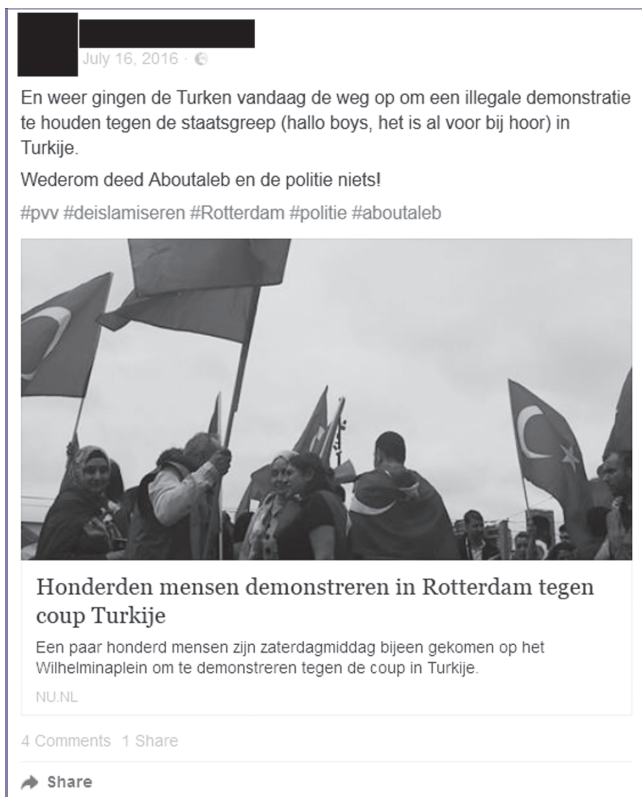 July 16, 2016 ·
En weer gingen de Turken vandaag de weg op om een illegale demonstratie
te houden tegen de staatsgreep (hallo boys, het is al voor bij hoor) in
Turkije.
Wederom deed Aboutaleb en de politie niets!
#pvv #deislamiseren #Rotterdam #politie #aboutaleb
Honderden mensen demonstreren in Rotterdam tegen
coup Turkije
Een paar honderd mensen zijn zaterdagmiddag bijeen gekomen op het
Wilhelminaplein om te demonstreren tegen de coup in Turkije.
NU.NL
4 Comments 1 Share
Share